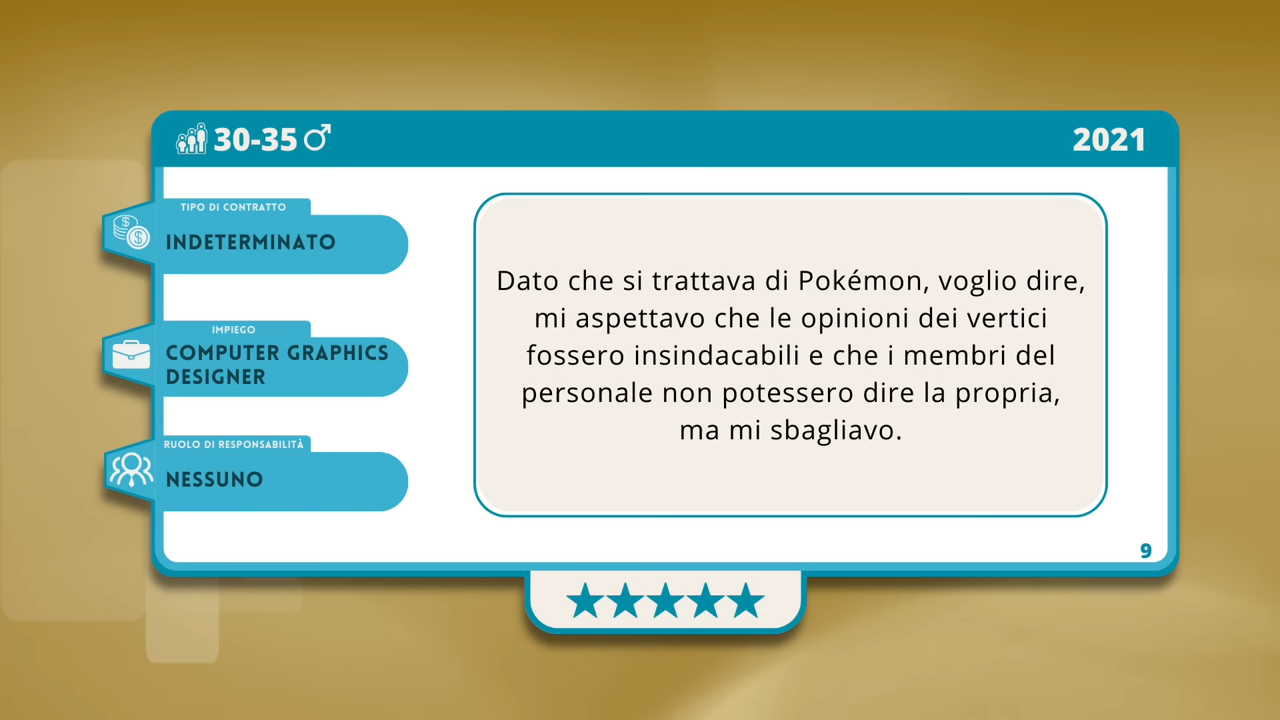 30-35♂
2021
TIPO DI CONTRATTO
INDETERMINATO
IMPIEGO
COMPUTER GRAPHICS
DESIGNER
RUOLO DI RESPONSABILITÀ
NESSUNO
Dato che si trattava di Pokémon, voglio dire,
mi aspettavo che le opinioni dei vertici
fossero insindacabili e che i membri del
personale non potessero dire la propria,
ma mi sbagliavo.
9
★★★★★